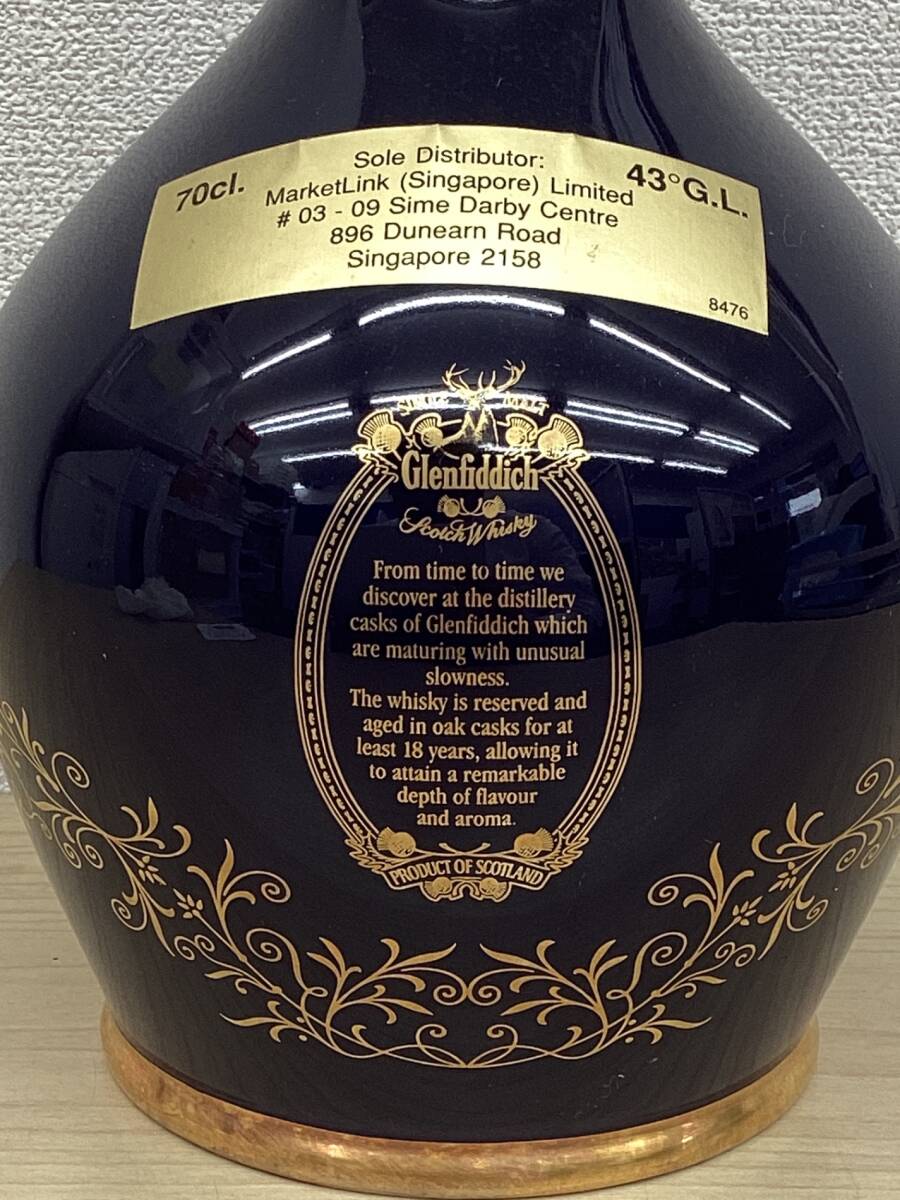 70cl.
Sole Distributor:
43°G.L.
MarketLink (Singapore) Limited
# 03 - 09 Sime Darby Centre
896 Dunearn Road
Singapore 2158
8476
SINGLE MALT
Glenfiddich
Scotch Whisky
From time to time we
discover at the distillery
casks of Glenfiddich which
are maturing with unusual
slowness.
The whisky is reserved and
aged in oak casks for at
least 18 years, allowing it
to attain a remarkable
depth of flavour
and aroma.
PRODUCT OF SCOTLAND